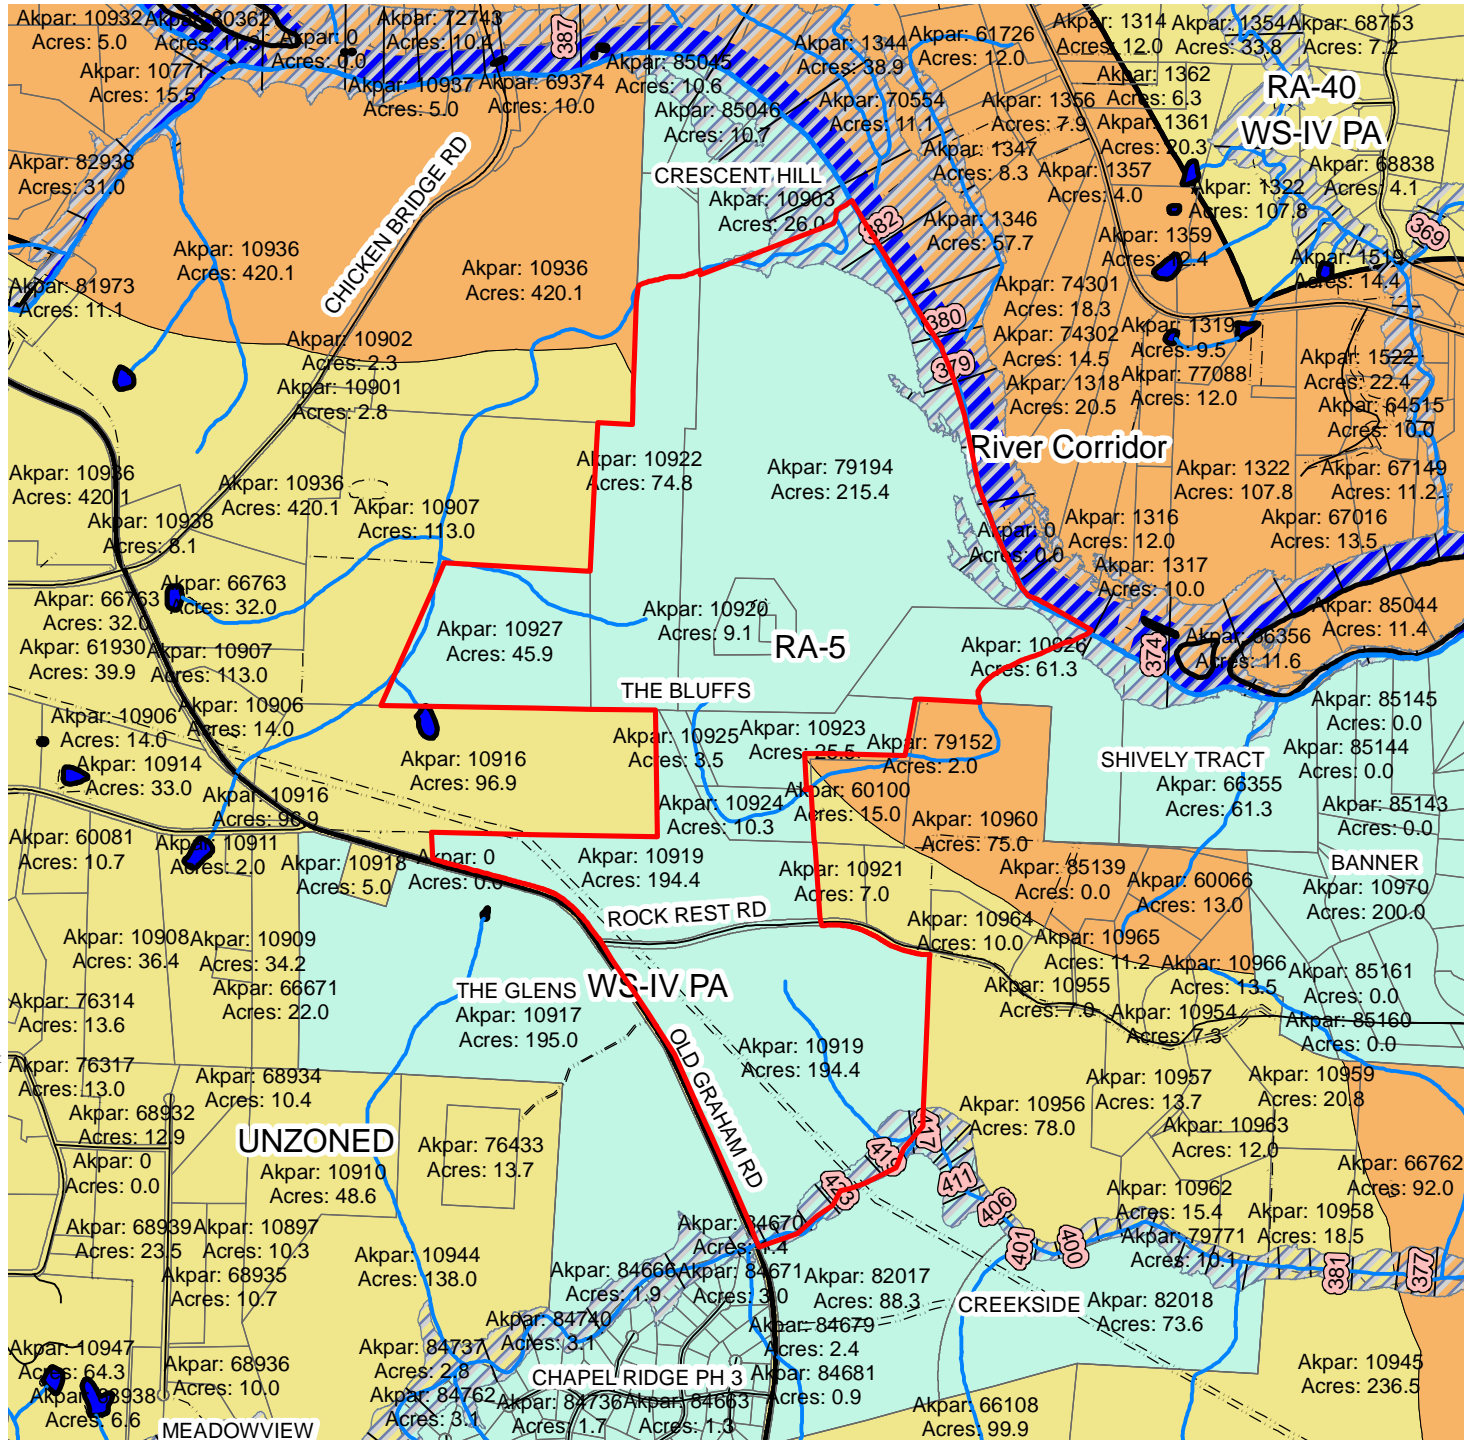 Akpar: 10932
Acres: 5.0
Akpar: 80362
Acres: 11.3
Akpar: 0
Acres: 0.0
Akpar: 72743
Acres: 10.4
387
Akpar: 1344
Acres: 38.9
Akpar: 61726
Acres: 12.0
Akpar: 1314
Acres: 12.0
Akpar: 1354
Acres: 33.8
Akpar: 68753
Acres: 7.2
Akpar: 10771
Acres: 15.5
Akpar: 10937
Acres: 5.0
Akpar: 69374
Acres: 10.0
Akpar: 85045
Acres: 10.6
Akpar: 85046
Acres: 10.7
Akpar: 70554
Acres: 11.1
Akpar: 1356
Acres: 7.9
Akpar: 1362
Acres: 6.3
Akpar: 1361
Acres: 20.3
RA-40
WS-IV PA
Akpar: 82938
Acres: 31.0
CHICKEN BRIDGE RD
CRESCENT HILL
Akpar: 10903
Acres: 26.0
Akpar: 1347
Acres: 8.3
Akpar: 1357
Acres: 4.0
Akpar: 68838
Acres: 4.1
Akpar: 1322
Acres: 107.8
382
Akpar: 1346
Acres: 57.7
369
Akpar: 10936
Acres: 420.1
Akpar: 10936
Acres: 420.1
Akpar: 1359
Akpar: 1519
Acres: 14.4
Akpar: 81973
Acres: 11.1
Akpar: 74301
Acres: 18.3
380
379
Akpar: 74302
Acres: 14.5
Akpar: 1319
Acres: 9.5
Akpar: 10902
Acres: 2.3
Akpar: 10901
Acres: 2.8
Akpar: 1318
Acres: 20.5
Akpar: 77088
Acres: 12.0
Akpar: 1522
Acres: 22.4
Akpar: 64515
Acres: 10.0
River Corridor
Akpar: 10936
Acres: 420.1
Akpar: 10936
Acres: 420.1
Akpar: 10907
Acres: 113.0
Akpar: 10922
Acres: 74.8
Akpar: 79194
Acres: 215.4
Akpar: 1322
Acres: 107.8
Akpar: 67149
Acres: 11.2
Akpar: 10938
Acres: 8.1
Akpar: 0
Acres: 0.0
Akpar: 1316
Acres: 12.0
Akpar: 67016
Acres: 13.5
Akpar: 1317
Acres: 10.0
Akpar: 66763
Acres: 32.0
Akpar: 66763
Acres: 32.0
Akpar: 61930
Acres: 39.9
Akpar: 10907
Acres: 113.0
Akpar: 10927
Acres: 45.9
Akpar: 10920
Acres: 9.1
RA-5
Akpar: 10926
Acres: 61.3
374
Akpar: 66356
Acres: 11.6
Akpar: 85044
Acres: 11.4
THE BLUFFS
Akpar: 10906
Acres: 14.0
Akpar: 10906
Acres: 14.0
Akpar: 10914
Acres: 33.0
Akpar: 10916
Acres: 96.9
Akpar: 10925
Acres: 3.5
Akpar: 10923
Acres: 25.5
Akpar: 79152
Acres: 2.0
SHIVELY TRACT
Akpar: 66355
Acres: 61.3
Akpar: 85145
Acres: 0.0
Akpar: 85144
Acres: 0.0
Akpar: 85143
Acres: 0.0
Akpar: 10916
Acres: 96.9
Akpar: 10924
Acres: 10.3
Akpar: 60100
Acres: 15.0
Akpar: 10960
Acres: 75.0
Akpar: 60081
Acres: 10.7
Akpar: 10911
Acres: 2.0
Akpar: 10918
Acres: 5.0
Akpar: 0
Acres: 0.0
Akpar: 10919
Acres: 194.4
Akpar: 10921
Acres: 7.0
Akpar: 85139
Acres: 0.0
Akpar: 60066
Acres: 13.0
BANNER
Akpar: 10970
Acres: 200.0
ROCK REST RD
Akpar: 10964
Acres: 10.0
Akpar: 10908
Acres: 36.4
Akpar: 10909
Acres: 34.2
Akpar: 66671
Acres: 22.0
Akpar: 10965
Acres: 11.2
Akpar: 10966
Acres: 13.5
Akpar: 85161
Acres: 0.0
Akpar: 85160
Acres: 0.0
THE GLENS
Akpar: 10917
Acres: 195.0
WS-IV PA
Akpar: 10955
Acres: 7.0
Akpar: 10954
Acres: 7.3
Akpar: 76314
Acres: 13.6
Akpar: 10919
Acres: 194.4
OLD GRAHAM RD
Akpar: 76317
Acres: 13.0
Akpar: 68934
Acres: 10.4
Akpar: 10957
Acres: 13.7
Akpar: 10959
Acres: 20.8
Akpar: 68932
Acres: 12.9
UNZONED
Akpar: 76433
Acres: 13.7
Akpar: 10956
Acres: 78.0
Akpar: 10963
Acres: 12.0
417
419
411
423
406
401
400
381
377
Akpar: 0
Acres: 0.0
Akpar: 10910
Acres: 48.6
Akpar: 66762
Acres: 92.0
Akpar: 10962
Acres: 15.4
Akpar: 10958
Acres: 18.5
Akpar: 79771
Acres: 10.1
Akpar: 68939
Acres: 23.5
Akpar: 10897
Acres: 10.3
Akpar: 68935
Acres: 10.7
Akpar: 10944
Acres: 138.0
Akpar: 84670
Acres: 1.4
Akpar: 84666
Acres: 1.9
Akpar: 84671
Acres: 3.0
Akpar: 82017
Acres: 88.3
CREEKSIDE
Akpar: 82018
Acres: 73.6
Akpar: 84740
Acres: 3.1
Akpar: 84679
Acres: 2.4
Akpar: 10947
Acres: 64.3
Akpar: 68936
Acres: 10.0
Akpar: 84737
Acres: 2.8
Akpar: 84762
Acres: 3.1
CHAPEL RIDGE PH 3
Akpar: 84681
Acres: 0.9
Akpar: 10945
Acres: 236.5
Akpar: 68938
Acres: 6.6
Akpar: 84736
Acres: 1.7
Akpar: 84663
Acres: 1.3
Akpar: 66108
Acres: 99.9
MEADOWVIEW